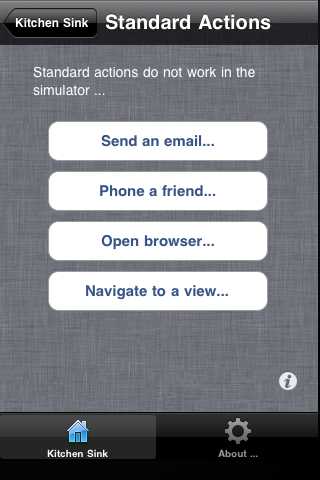 Kitchen Sink
Standard Actions
Standard actions do not work in the
simulator ...
Send an email...
Phone a friend...
Open browser...
Navigate to a view...
i
Kitchen Sink
About ...